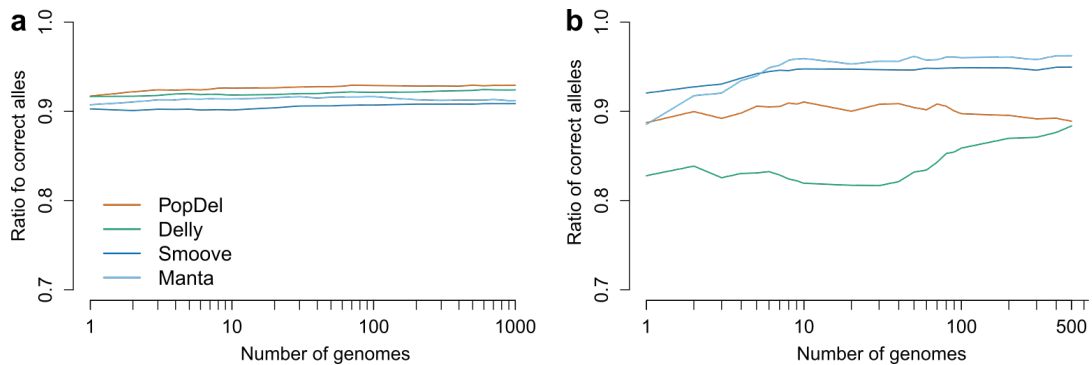 a
Ratio fo correct alles
1.0
0.9
0.8
0.7
PopDel
Delly
Smoove
Manta
1 10 100 1000
Number of genomes
b
Ratio of correct alleles
1.0
0.9
0.8
0.7
1 10 100 500
Number of genomes